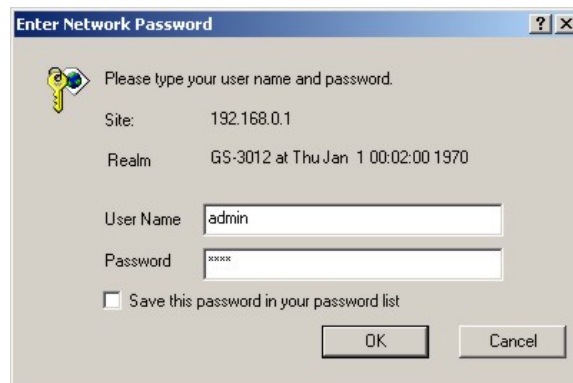 Enter Network Password
? X
Please type your user name and password.
Site: 192.168.0.1
Realm GS-3012 at Thu Jan 1 00:02:00 1970
User Name admin
Password xxxx
Save this password in your password list
OK Cancel